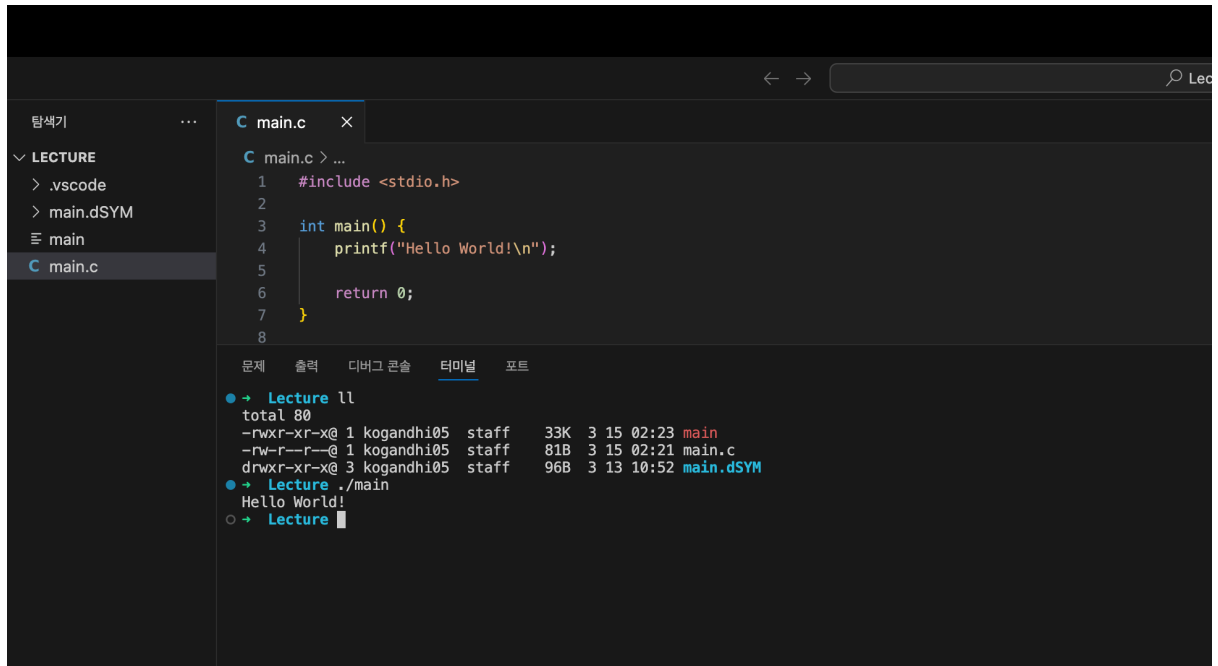 Lec
탐색기 ...
LECTURE
.vscode
main.dSYM
main
C main.c
C main.c ×
C main.c > ...
1 #include <stdio.h>
2
3 int main() {
4 printf("Hello World!\n");
5
6 return 0;
7 }
8
문제 출력 디버그 콘솔 터미널 포트
➜ Lecture ll
total 80
-rwxr-xr-x@ 1 kogandhi05 staff 33K 3 15 02:23 main
-rw-r--r--@ 1 kogandhi05 staff 81B 3 15 02:21 main.c
drwxr-xr-x@ 3 kogandhi05 staff 96B 3 13 10:52 main.dSYM
➜ Lecture ./main
Hello World!
➜ Lecture